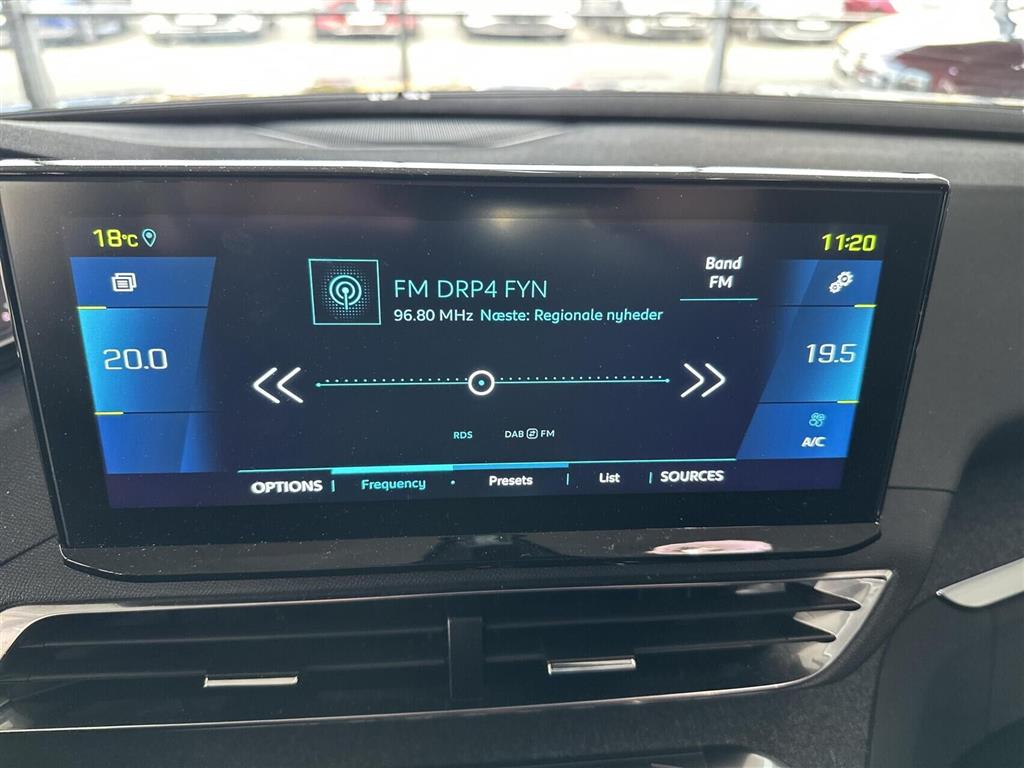 18°C
11:20
Band
FM
FM DRP4 FYN
96.80 MHz Næste: Regionale nyheder
20.0
19.5
RDS
DAB FM
A/C
OPTIONS
Frequency
Presets
List
SOURCES